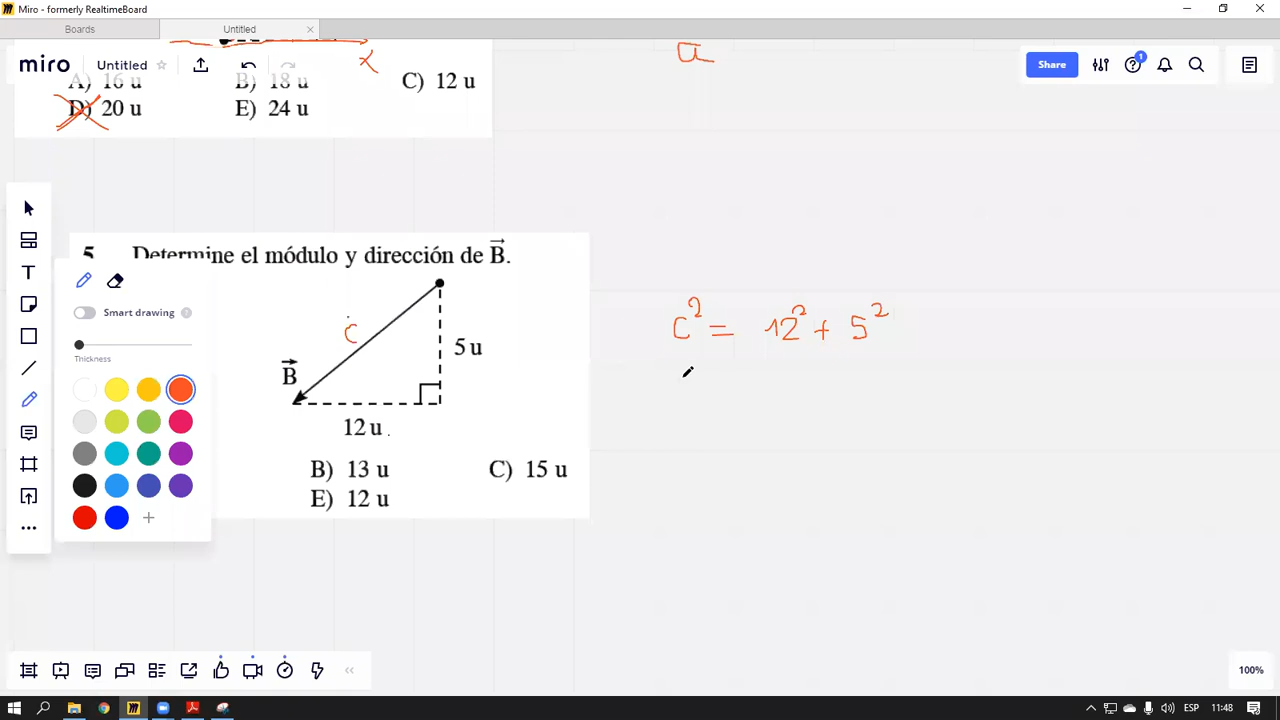 Miro - formerly RealtimeBoard
Boards
Untitled
miro
Untitled
Share
1
a
x
A) 16 u B) 18 u C) 12 u
D) 20 u E) 24 u
5 Determine el módulo y dirección de B⃗.
Smart drawing
Thickness
C
5 u
B⃗
12 u
B) 13 u C) 15 u
E) 12 u
C² = 12² + 5²
100%
ESP 11:48